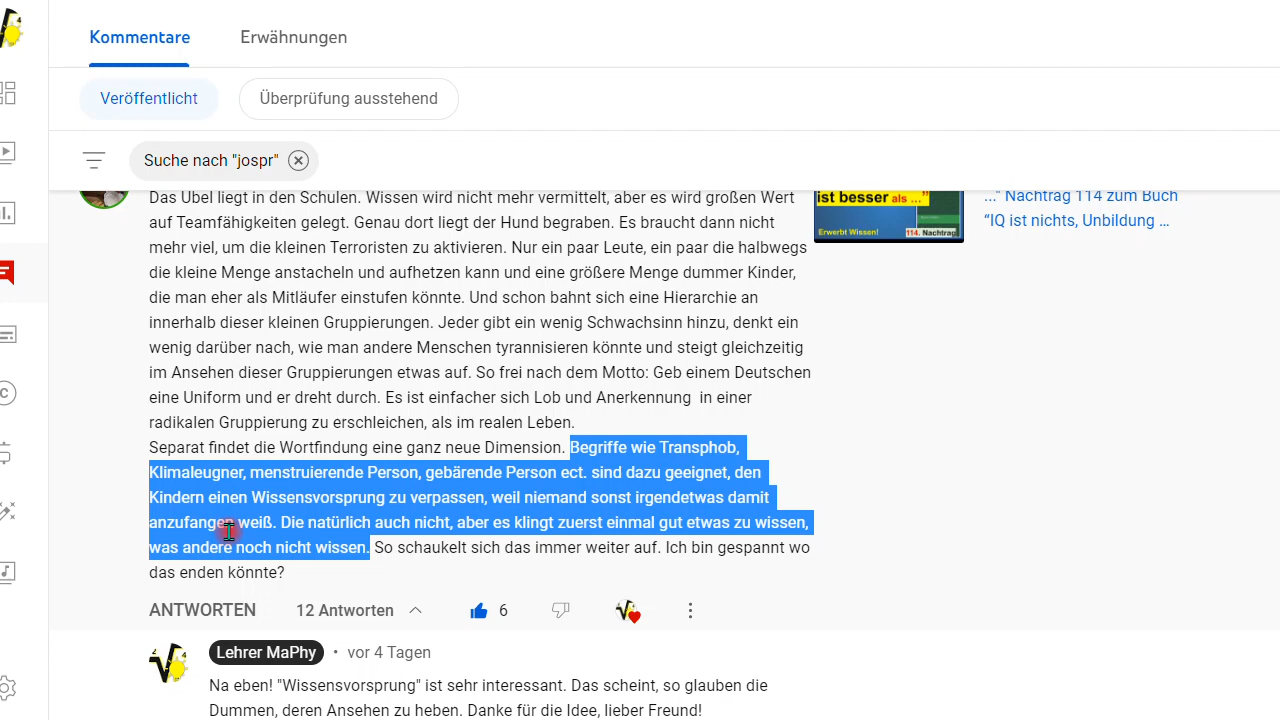 Kommentare Erwähnungen
Veröffentlicht Überprüfung ausstehend
Suche nach "jospr"
Das Übel liegt in den Schulen. Wissen wird nicht mehr vermittelt, aber es wird großen Wert
auf Teamfähigkeiten gelegt. Genau dort liegt der Hund begraben. Es braucht dann nicht
mehr viel, um die kleinen Terroristen zu aktivieren. Nur ein paar Leute, ein paar die halbwegs
die kleine Menge anstacheln und aufhetzen kann und eine größere Menge dummer Kinder,
die man eher als Mitläufer einstufen könnte. Und schon bahnt sich eine Hierarchie an
innerhalb dieser kleinen Gruppierungen. Jeder gibt ein wenig Schwachsinn hinzu, denkt ein
wenig darüber nach, wie man andere Menschen tyrannisieren könnte und steigt gleichzeitig
im Ansehen dieser Gruppierungen etwas auf. So frei nach dem Motto: Geb einem Deutschen
eine Uniform und er dreht durch. Es ist einfacher sich Lob und Anerkennung in einer
radikalen Gruppierung zu erschleichen, als im realen Leben.
Separat findet die Wortfindung eine ganz neue Dimension. Begriffe wie Transphob,
Klimaleugner, menstruierende Person, gebärende Person ect. sind dazu geeignet, den
Kindern einen Wissensvorsprung zu verpassen, weil niemand sonst irgendetwas damit
anzufangen weiß. Die natürlich auch nicht, aber es klingt zuerst einmal gut etwas zu wissen,
was andere noch nicht wissen. So schaukelt sich das immer weiter auf. Ich bin gespannt wo
das enden könnte?
ANTWORTEN 12 Antworten 6
Lehrer MaPhy • vor 4 Tagen
Na eben! "Wissensvorsprung" ist sehr interessant. Das scheint, so glauben die
Dummen, deren Ansehen zu heben. Danke für die Idee, lieber Freund!
ist besser als ..."
Erwerbt Wissen! 114. Nachtrag
..." Nachtrag 114 zum Buch
“IQ ist nichts, Unbildung ...